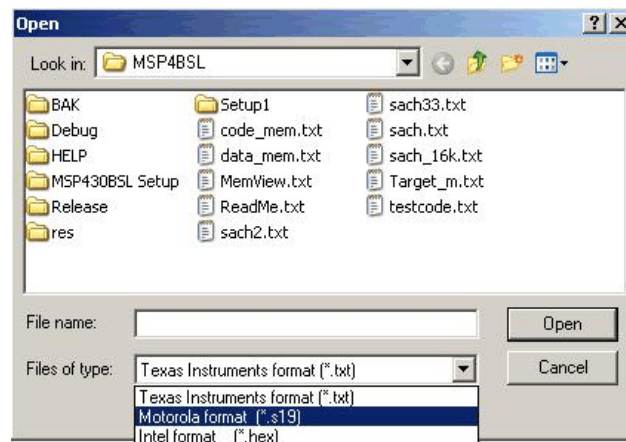 Open
Look in: MSP4BSL
BAK
Debug
HELP
MSP430BSL Setup
Release
res
Setup1
code_mem.txt
data_mem.txt
MemView.txt
ReadMe.txt
sach2.txt
sach33.txt
sach.txt
sach_16k.txt
Target_m.txt
testcode.txt
File name:
Open
Files of type: Texas Instruments format (*.txt)
Cancel
Texas Instruments format (*.txt)
Motorola format (*.s19)
Intel format (*.hex)